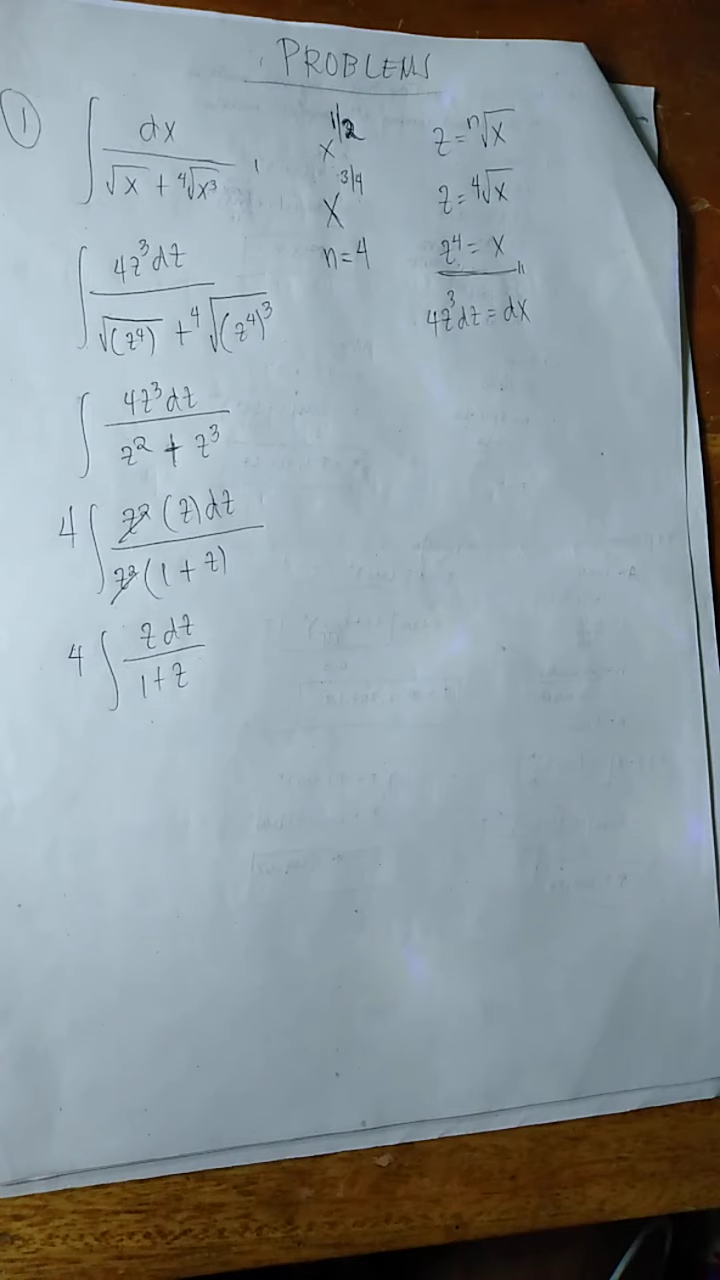 PROBLEMS
① ∫ dx / (√x + ⁴√x³) , x^1/2 z = ⁿ√x
x^3/4 z = ⁴√x
∫ 4z³dz / (√(z⁴) + ⁴√(z⁴)³) n=4 z⁴ = x
4z³dz = dx
∫ 4z³dz / (z² + z³)
4 ∫ z² (z) dz / z² (1 + z)
4 ∫ z dz / (1 + z)